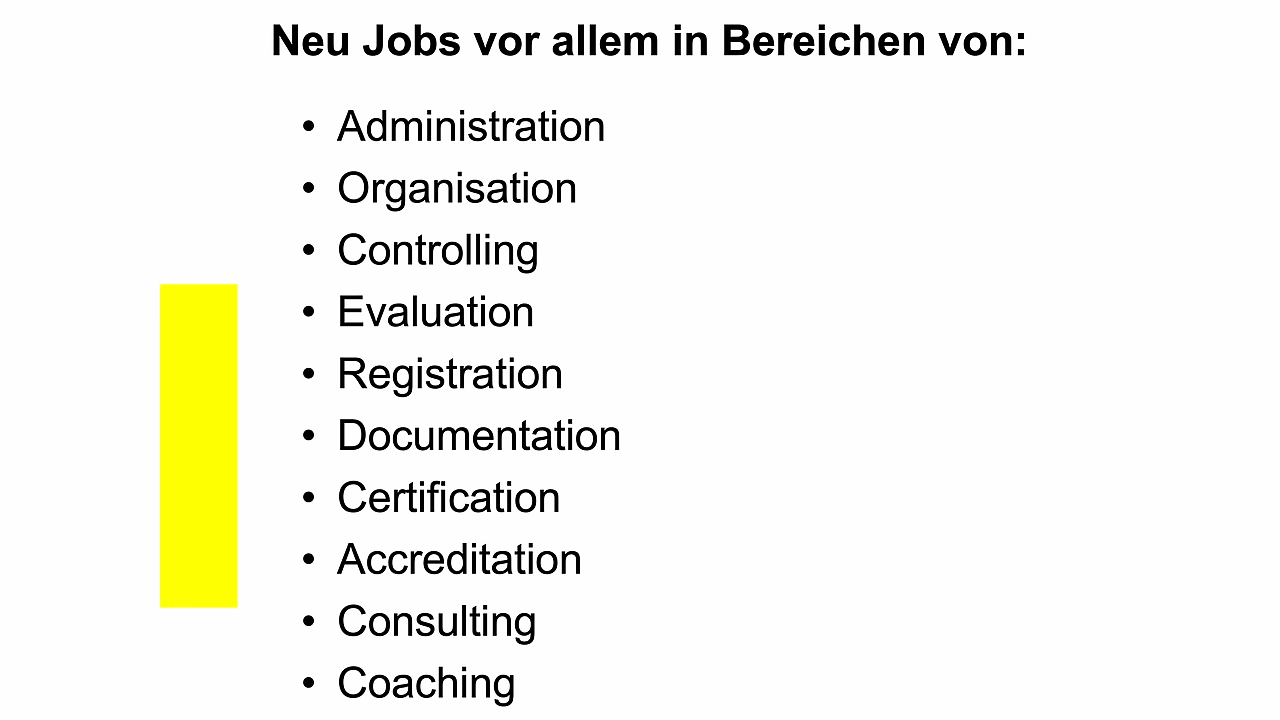 Neu Jobs vor allem in Bereichen von:
• Administration
• Organisation
• Controlling
• Evaluation
• Registration
• Documentation
• Certification
• Accreditation
• Consulting
• Coaching